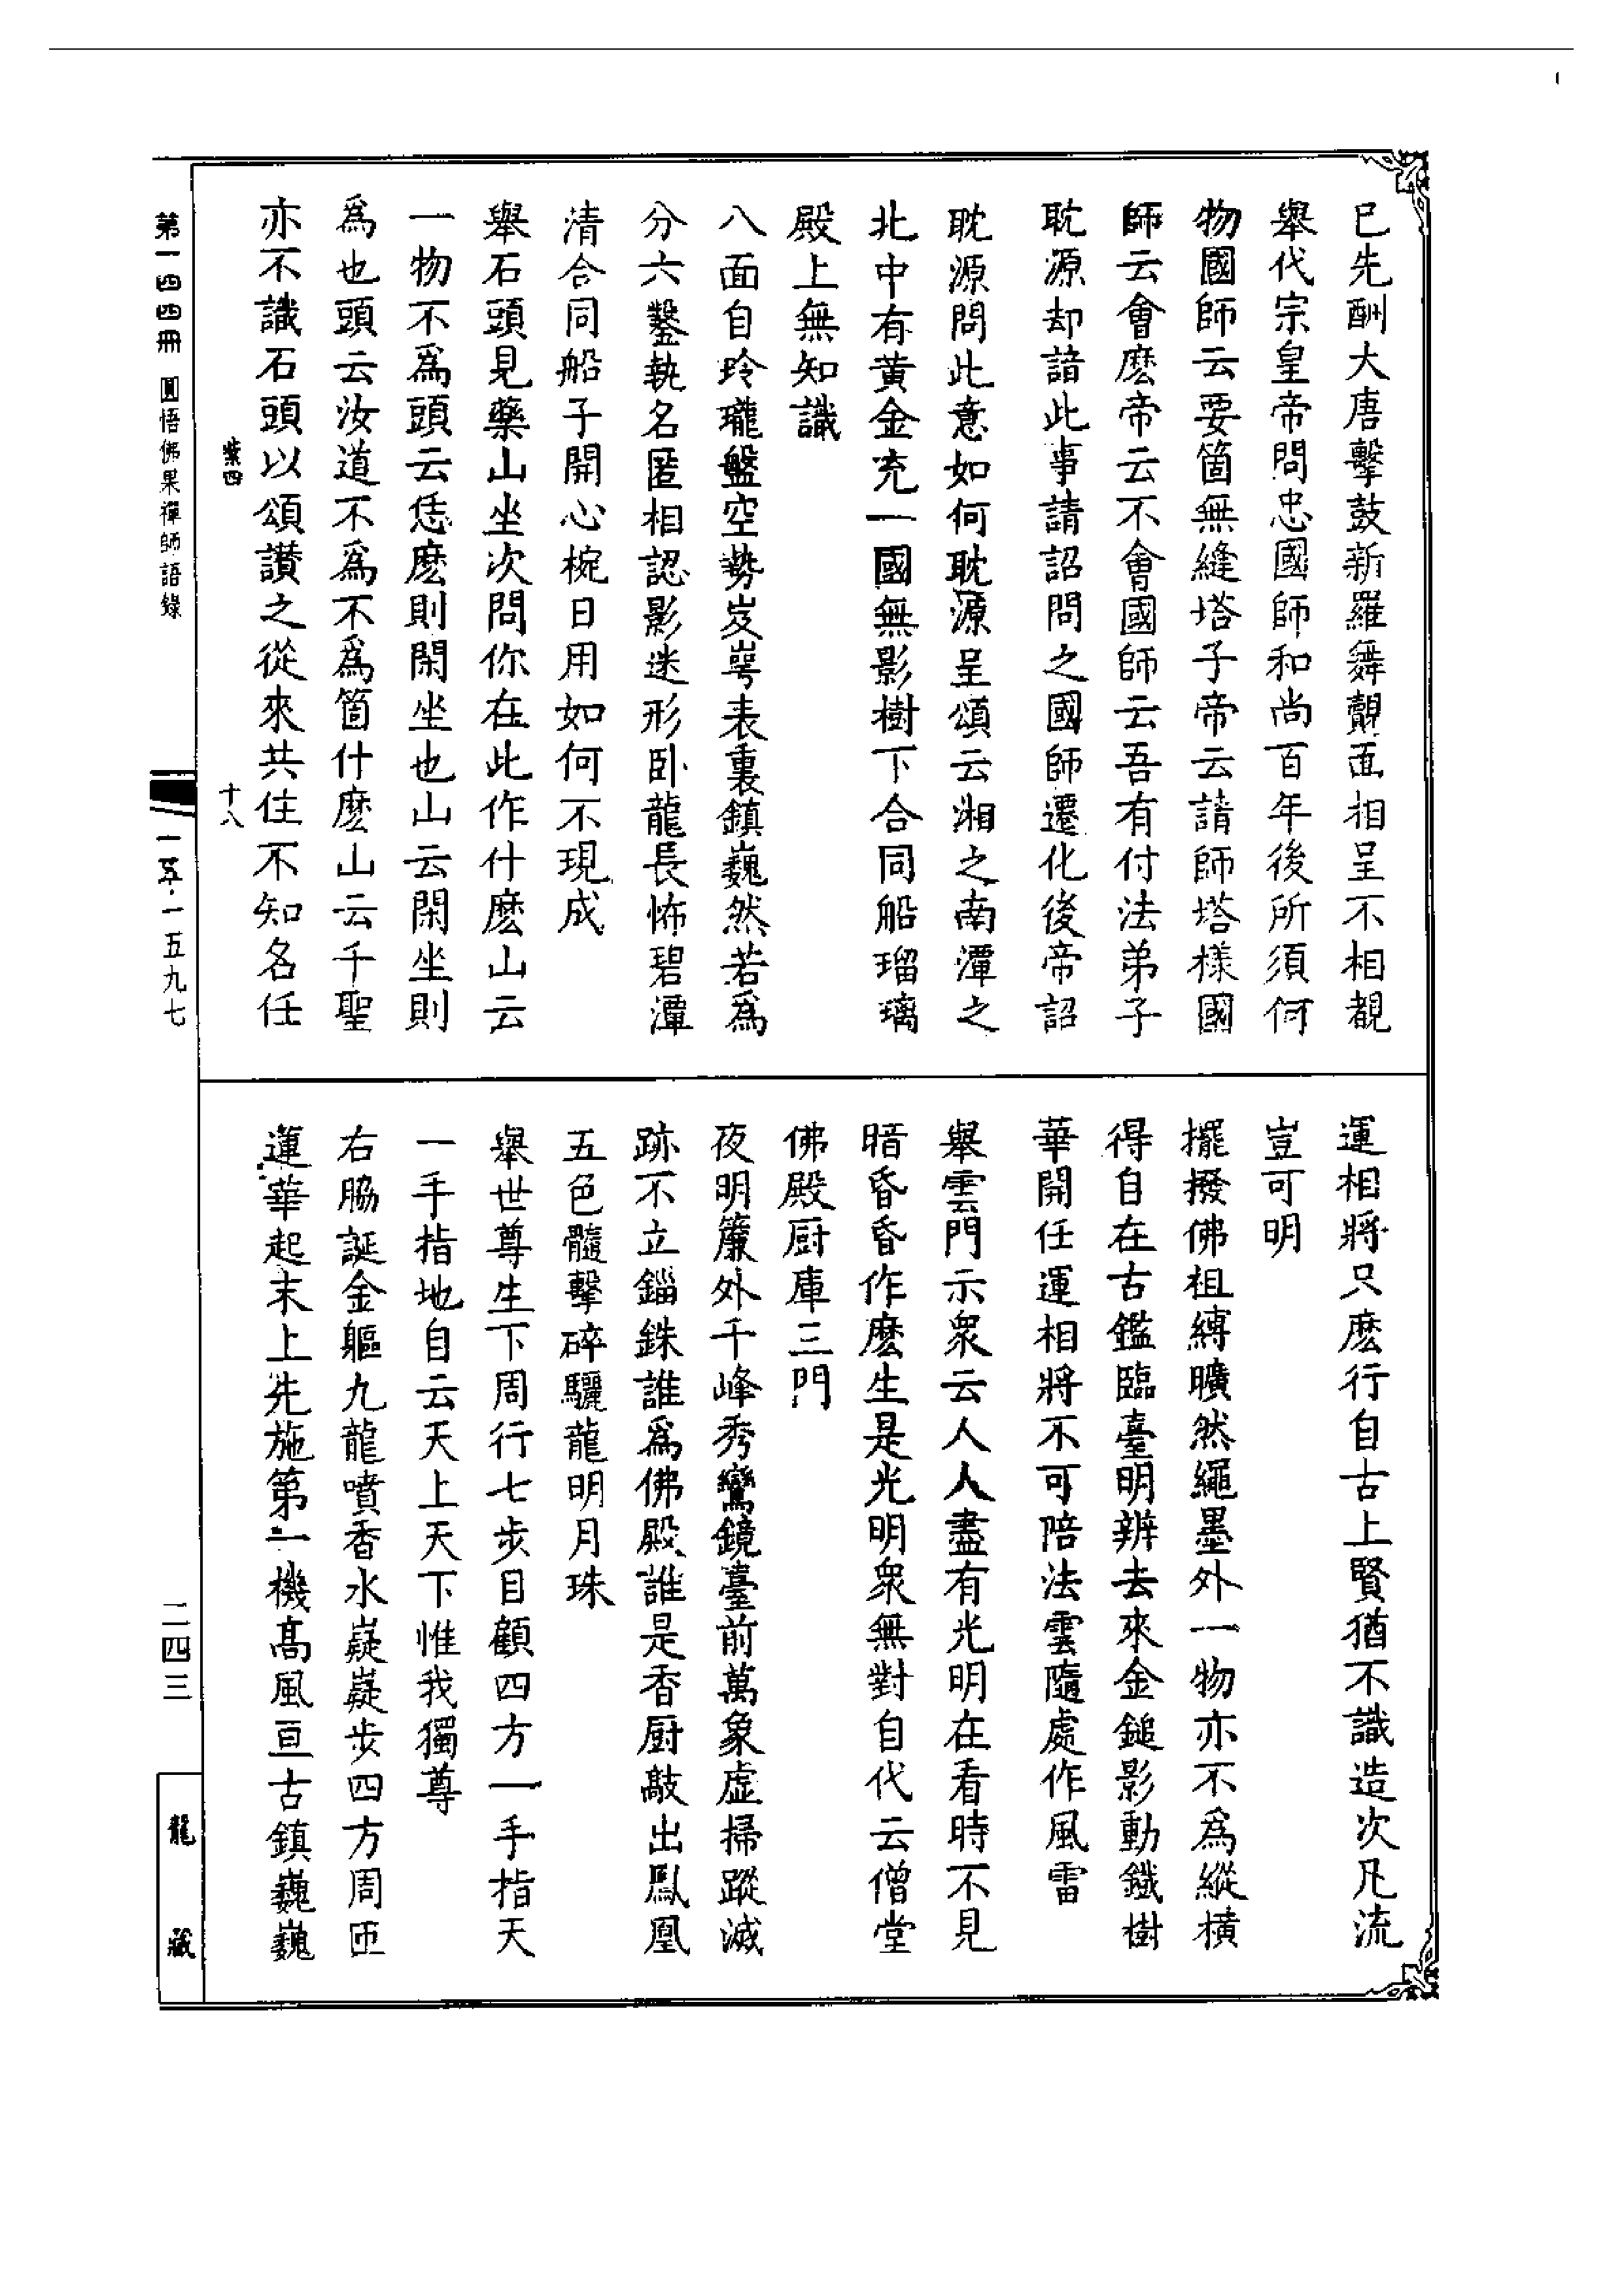 已先酬大唐擊鼓新羅舞覿面相呈不相覩
舉代宗皇帝問忠國師和尚百年後所須何
物國師云要箇無縫塔子帝云請師塔樣國
師云會麽帝云不會國師云吾有付法弟子
耽源却諳此事請詔問之國師遷化後帝詔
耽源問此意如何耽源呈頌云湘之南潭之
北中有黃金充一國無影樹下合同船瑠璃
殿上無知識
八面自玲瓏盤空勢岌崿表裏鎮巍然若爲
分六鑿執名匿相認影迷形卧龍長怖碧潭
清合同船子開心椀日用如何不現成
舉石頭見藥山坐次問你在此作什麽山云
一物不爲頭云恁麽則閑坐也山云閑坐則
爲也頭云汝道不爲不爲箇什麽山云千聖
亦不識石頭以頌讃之從來共住不知名任
紫四
十八
運相將只麽行自古上賢猶不識造次凡流
豈可明
擺撥佛祖縛曠然繩墨外一物亦不爲縱橫
得自在古鑑臨臺明辨去來金鎚影動鐵樹
華開任運相將不可陪法雲隨處作風雷
舉雲門示衆云人人盡有光明在看時不見
暗昏昏作麽生是光明衆無對自代云僧堂
佛殿厨庫三門
夜明簾外千峰秀鸞鏡臺前萬象虛掃蹤滅
跡不立錙銖誰爲佛殿誰是香厨敲出鳳凰
五色髓擊碎驪龍明月珠
舉世尊生下周行七步目顧四方一手指天
一手指地自云天上天下惟我獨尊
右脇誕金軀九龍噴香水嶷嶷步四方周匝
蓮華起末上先施第一機高風亘古鎮巍巍
第一四四冊 圓悟佛果禪師語錄
一五·一五九七
二四三
龍藏